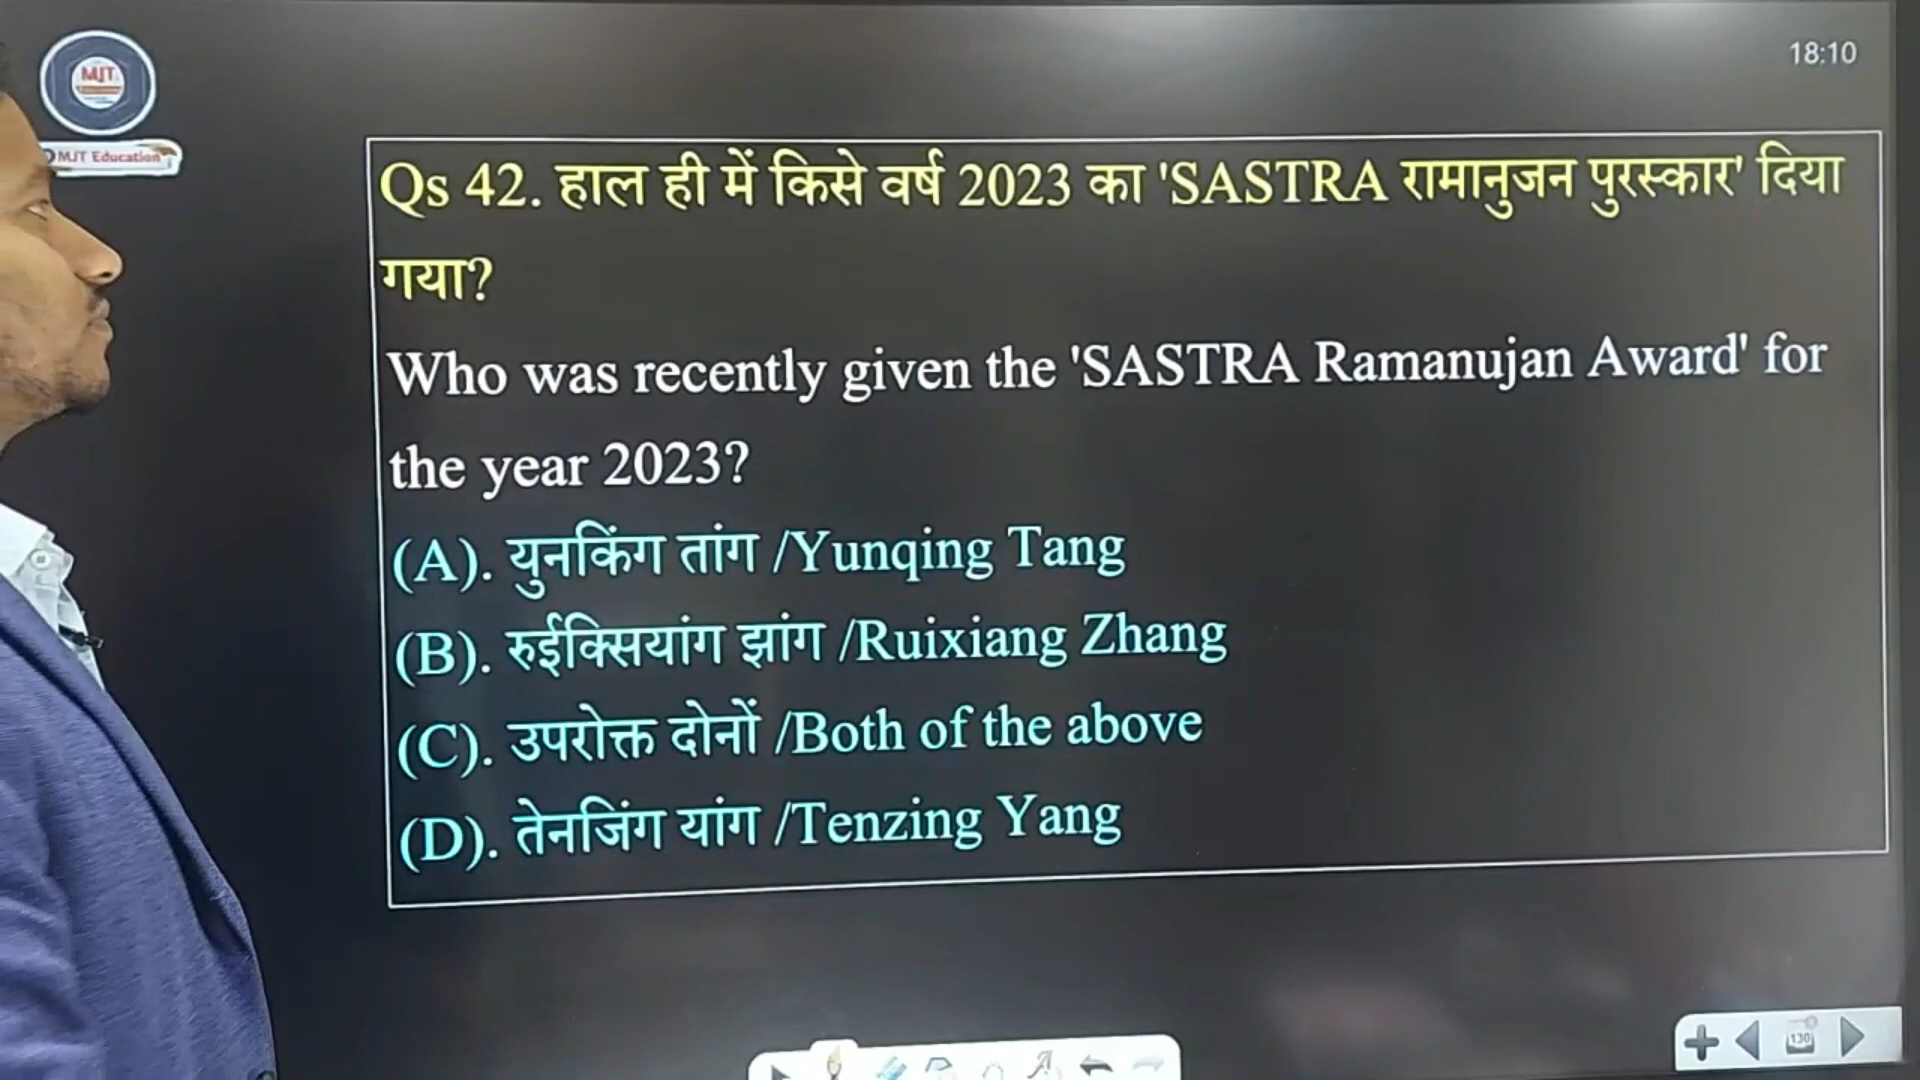 MJT
MJT Education
18:10
Qs 42. हाल ही में किसे वर्ष 2023 का 'SASTRA रामानुजन पुरस्कार' दिया
गया?
Who was recently given the 'SASTRA Ramanujan Award' for
the year 2023?
(A). युनकिंग तांग /Yunqing Tang
(B). रुईक्सियांग झांग /Ruixiang Zhang
(C). उपरोक्त दोनों /Both of the above
(D). तेनजिंग यांग /Tenzing Yang
130